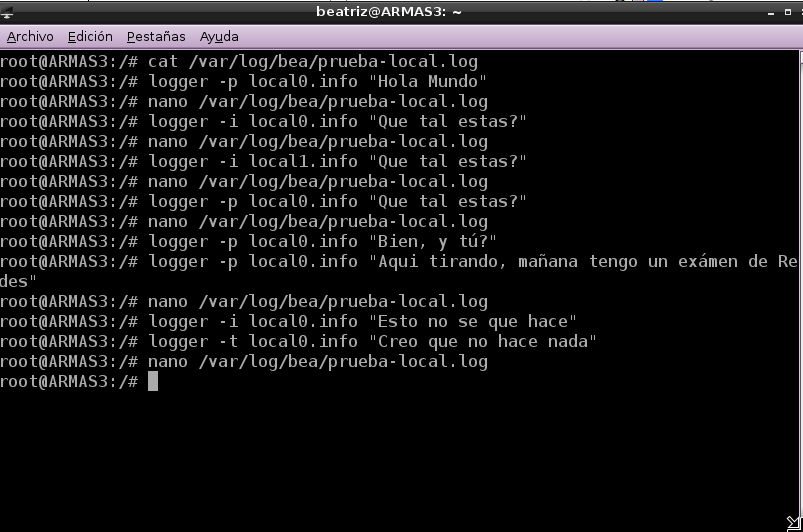 beatriz@ARMAS3: ~
Archivo Edición Pestañas Ayuda
root@ARMAS3:/# cat /var/log/bea/prueba-local.log
root@ARMAS3:/# logger -p local0.info "Hola Mundo"
root@ARMAS3:/# nano /var/log/bea/prueba-local.log
root@ARMAS3:/# logger -i local0.info "Que tal estas?"
root@ARMAS3:/# nano /var/log/bea/prueba-local.log
root@ARMAS3:/# logger -i local1.info "Que tal estas?"
root@ARMAS3:/# nano /var/log/bea/prueba-local.log
root@ARMAS3:/# logger -p local0.info "Que tal estas?"
root@ARMAS3:/# nano /var/log/bea/prueba-local.log
root@ARMAS3:/# logger -p local0.info "Bien, y tú?"
root@ARMAS3:/# logger -p local0.info "Aqui tirando, mañana tengo un exámen de Re
des"
root@ARMAS3:/# nano /var/log/bea/prueba-local.log
root@ARMAS3:/# logger -i local0.info "Esto no se que hace"
root@ARMAS3:/# logger -t local0.info "Creo que no hace nada"
root@ARMAS3:/# nano /var/log/bea/prueba-local.log
root@ARMAS3:/#